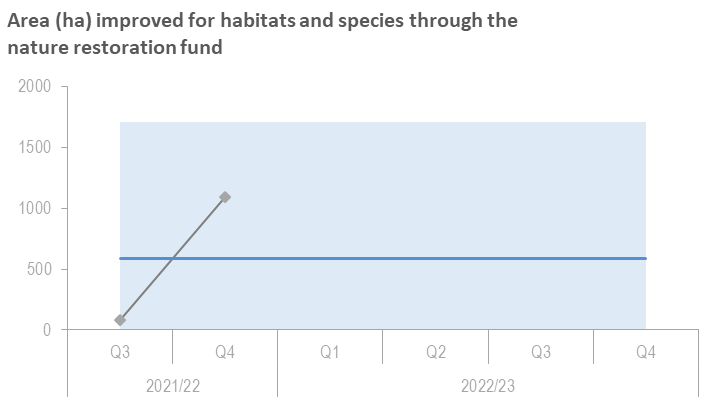 Area (ha) improved for habitats and species through the
nature restoration fund
2000
1500
1000
500
0
Q3 Q4 Q1 Q2 Q3 Q4
2021/22 2022/23